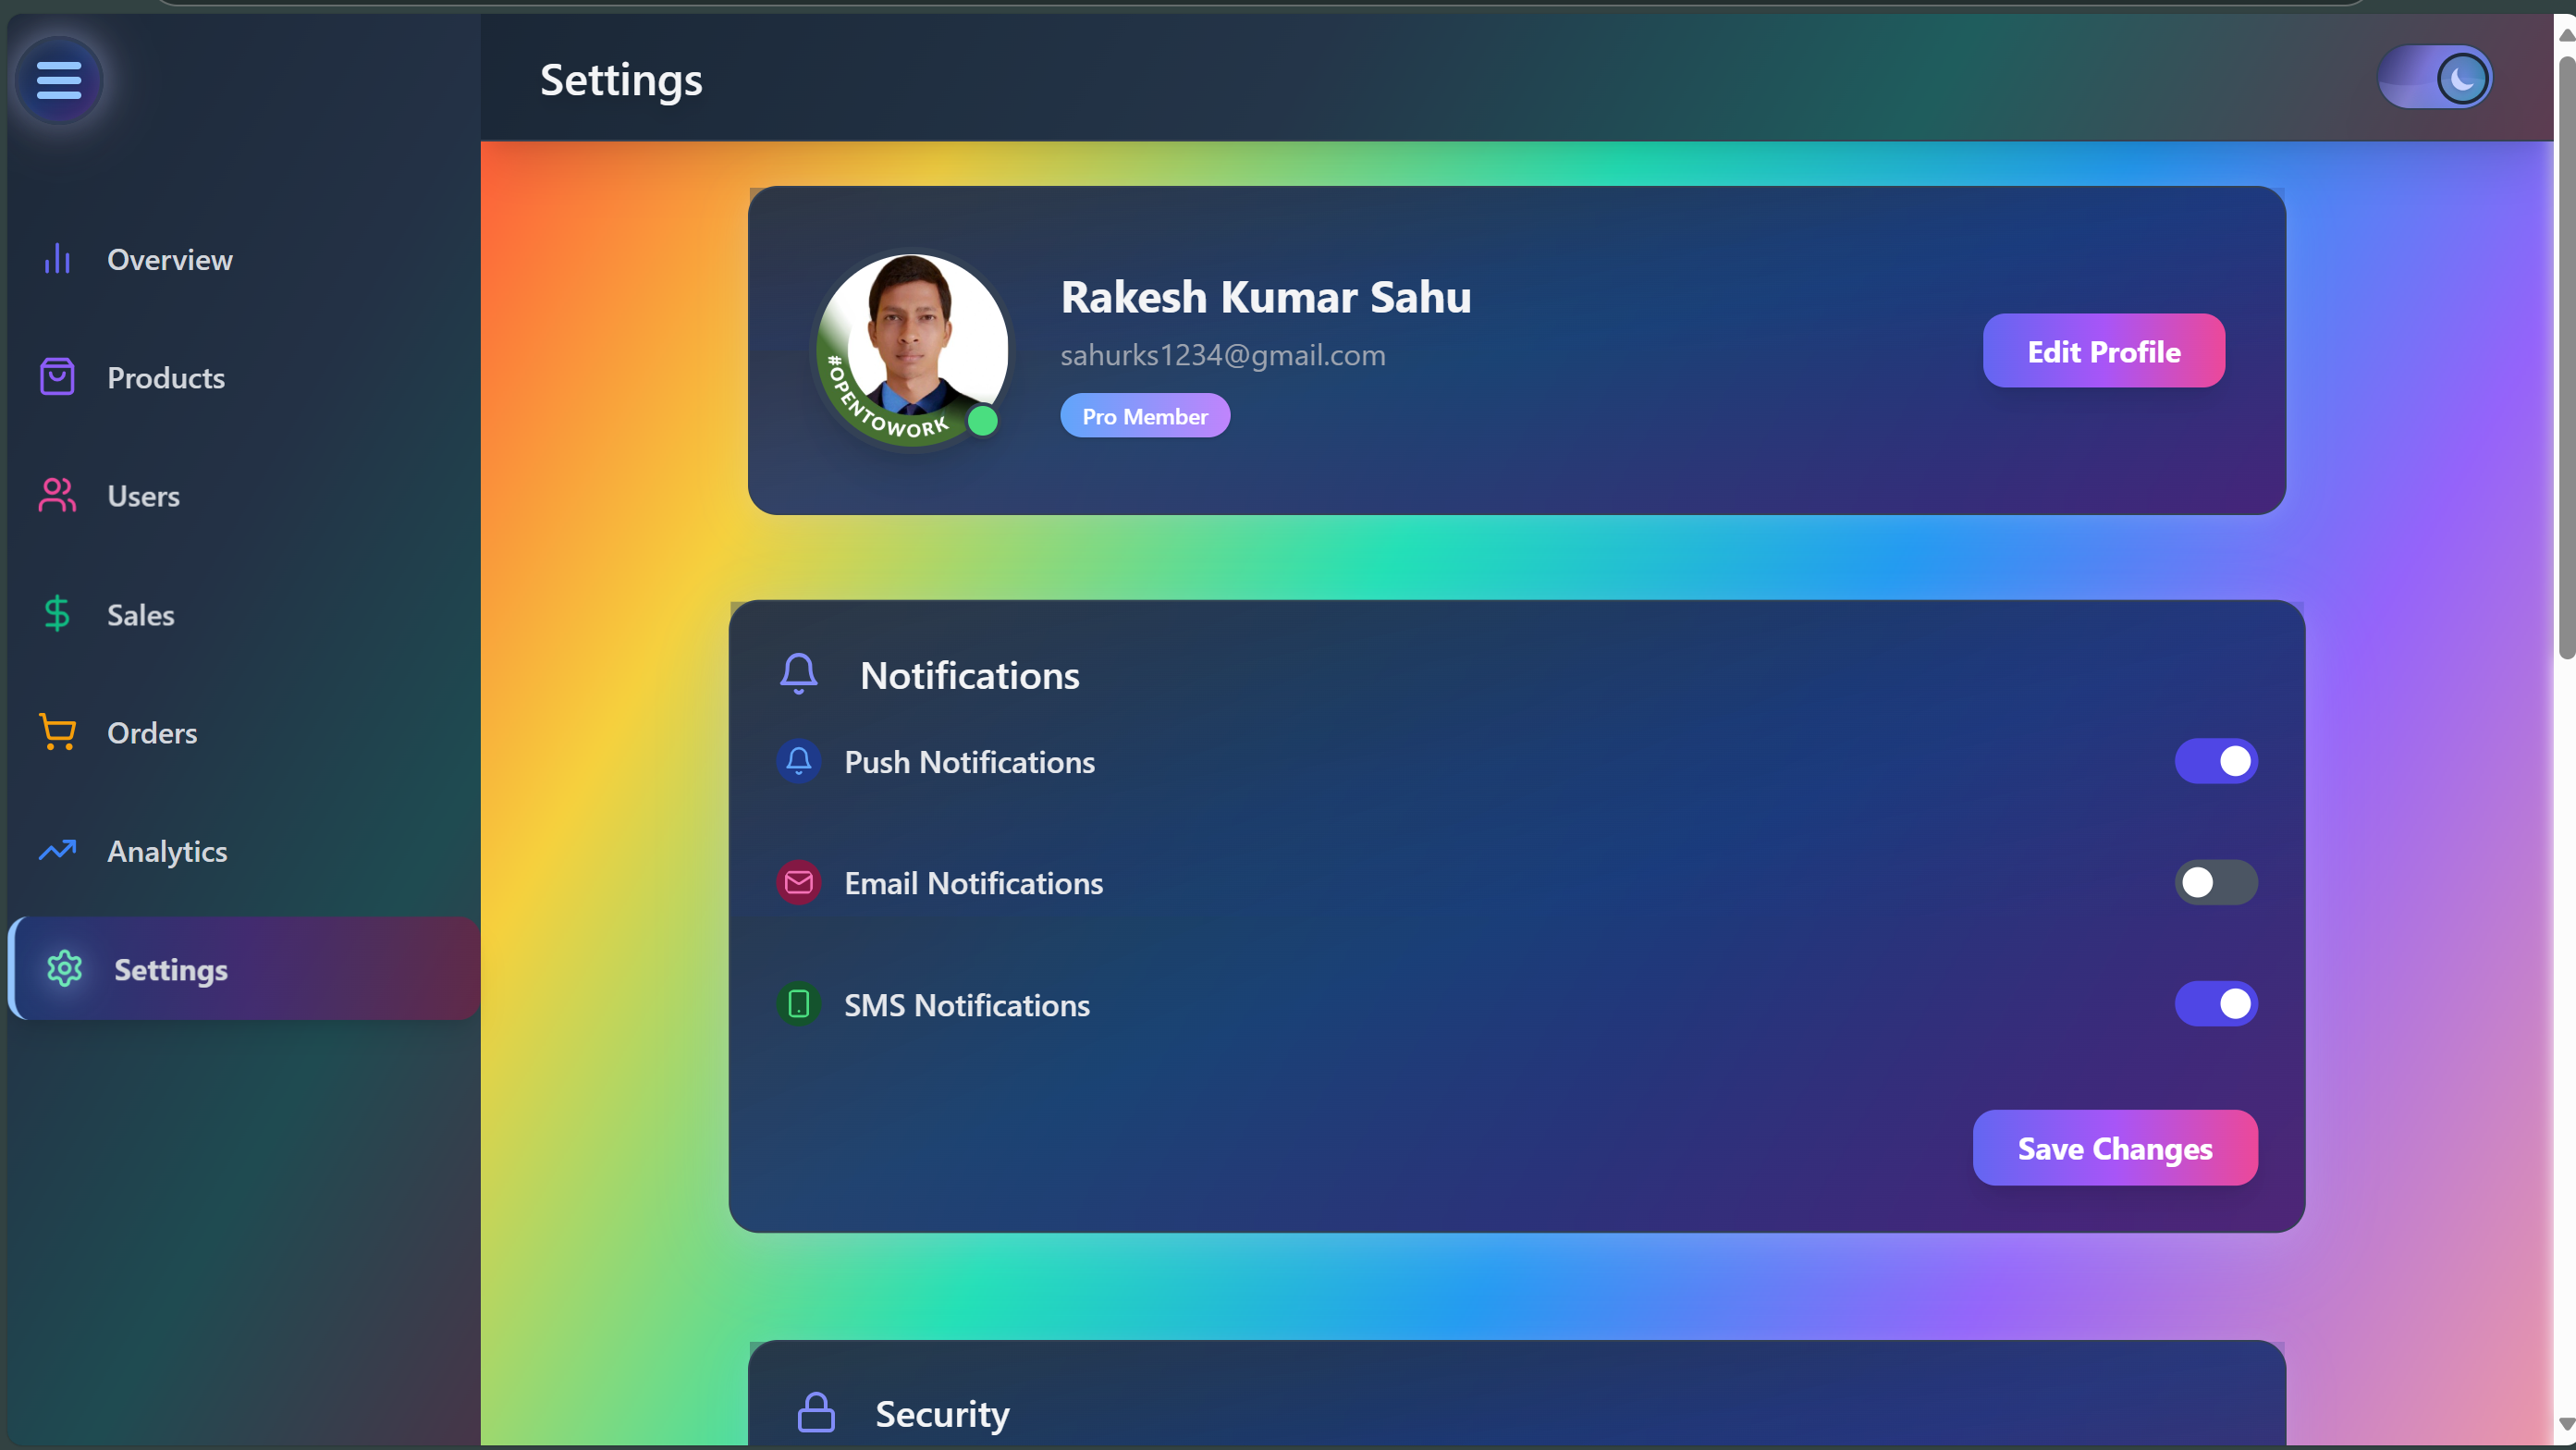 Settings
Overview
Products
Users
Sales
Orders
Analytics
Settings
#OPENTOWORK
Rakesh Kumar Sahu
sahurks1234@gmail.com
Pro Member
Edit Profile
Notifications
Push Notifications
Email Notifications
SMS Notifications
Save Changes
Security